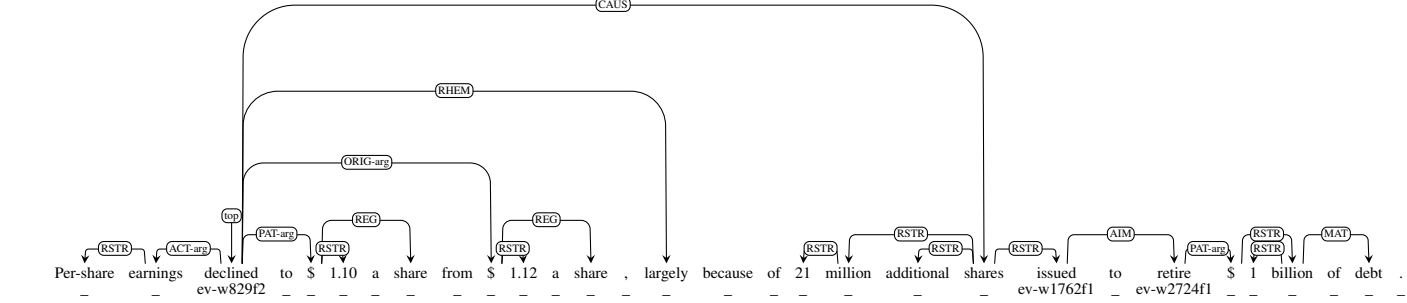 CAUS
RHEM
ORIG-arg
top
REG REG
PAT-arg RSTR AIM RSTR MAT
RSTR ACT-arg RSTR RSTR RSTR RSTR RSTR PAT-arg RSTR
Per-share earnings declined to $ 1.10 a share from $ 1.12 a share , largely because of 21 million additional shares issued to retire $ 1 billion of debt .
_ _ ev-w829f2 _ _ _ _ _ _ _ _ _ _ _ _ _ _ _ _ _ _ ev-w1762f1 _ ev-w2724f1 _ _ _ _ _ _